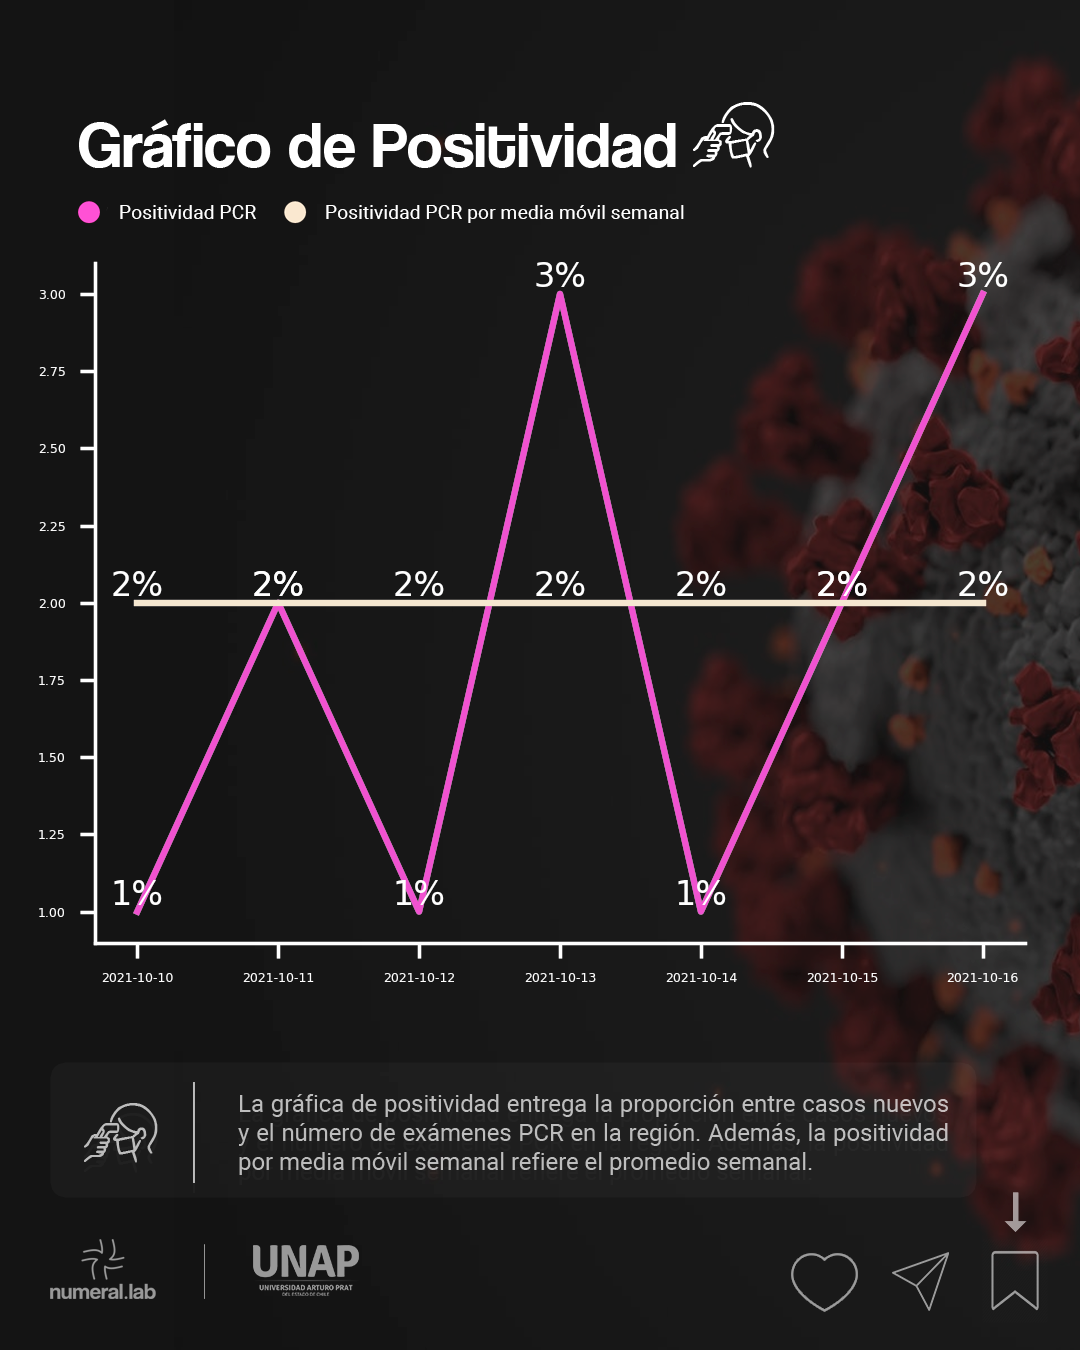 Gráfico de Positividad
Positividad PCR
Positividad PCR por media móvil semanal
3%
3%
3.00
2.75
2.50
2.25
2%
2%
2%
2%
2%
2%
2%
2.00
1.75
1.50
1.25
1%
1%
1%
1.00
2021-10-10
2021-10-11
2021-10-12
2021-10-13
2021-10-14
2021-10-15
2021-10-16
La gráfica de positividad entrega la proporción entre casos nuevos
y el número de exámenes PCR en la región. Además, la positividad
por media móvil semanal refiere el promedio semanal.
numeral.lab
UNAP
UNIVERSIDAD ARTURO PRAT
DEL ESTADO DE CHILE